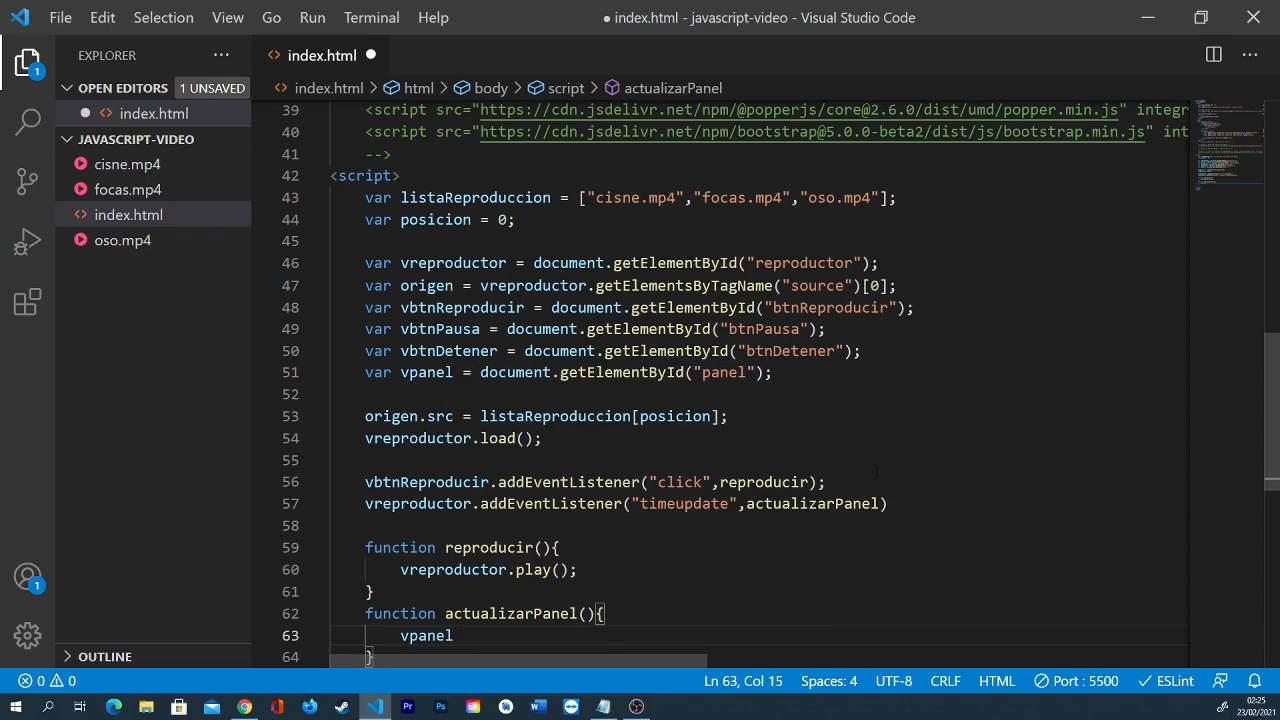 File Edit Selection View Go Run Terminal Help
● index.html - javascript-video - Visual Studio Code
EXPLORER
index.html
OPEN EDITORS 1 UNSAVED
index.html
JAVASCRIPT-VIDEO
cisne.mp4
focas.mp4
index.html
oso.mp4
OUTLINE
1
1
index.html > html > body > script > actualizarPanel
39 <script src="https://cdn.jsdelivr.net/npm/@popperjs/core@2.6.0/dist/umd/popper.min.js" integr
40 <script src="https://cdn.jsdelivr.net/npm/bootstrap@5.0.0-beta2/dist/js/bootstrap.min.js" int
41 -->
42 <script>
43 var listaReproduccion = ["cisne.mp4","focas.mp4","oso.mp4"];
44 var posicion = 0;
45
46 var vreproductor = document.getElementById("reproductor");
47 var origen = vreproductor.getElementsByTagName("source")[0];
48 var vbtnReproducir = document.getElementById("btnReproducir");
49 var vbtnPausa = document.getElementById("btnPausa");
50 var vbtnDetener = document.getElementById("btnDetener");
51 var vpanel = document.getElementById("panel");
52
53 origen.src = listaReproduccion[posicion];
54 vreproductor.load();
55
56 vbtnReproducir.addEventListener("click",reproducir);
57 vreproductor.addEventListener("timeupdate",actualizarPanel)
58
59 function reproducir(){
60 vreproductor.play();
61 }
62 function actualizarPanel(){
63 vpanel
64 }
0 0 Ln 63, Col 15 Spaces: 4 UTF-8 CRLF HTML Port : 5500 ESLint
02:25
23/02/2021